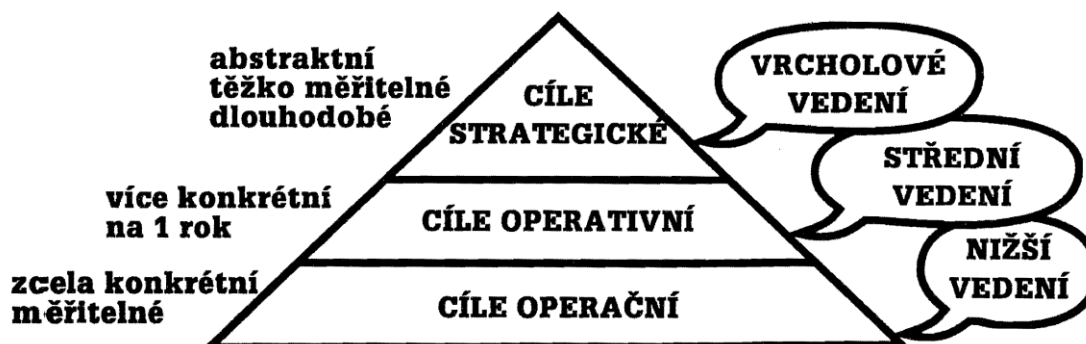 abstraktní
těžko měřitelné
dlouhodobé
CÍLE
STRATEGICKÉ
VRCHOLOVÉ
VEDENÍ
více konkrétní
na 1 rok
CÍLE OPERATIVNÍ
STŘEDNÍ
VEDENÍ
zcela konkrétní
měřitelné
CÍLE OPERAČNÍ
NIŽŠÍ
VEDENÍ